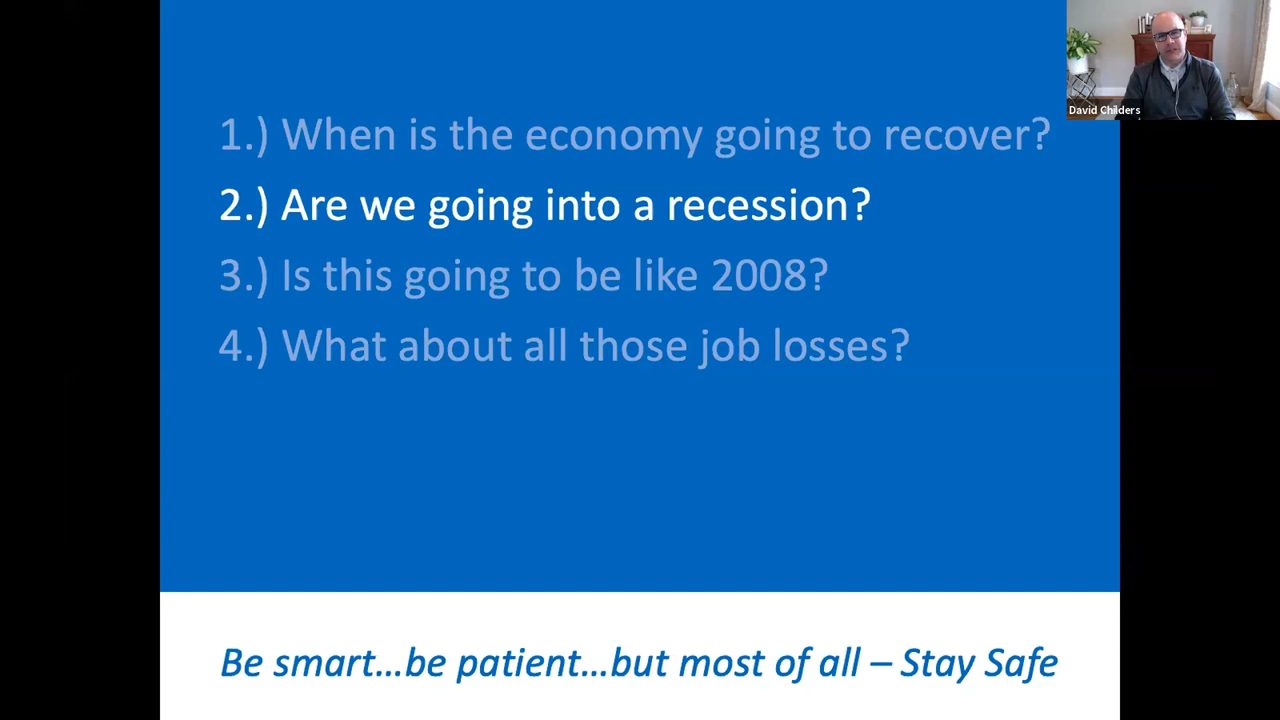 David Childers
1.) When is the economy going to recover?
2.) Are we going into a recession?
3.) Is this going to be like 2008?
4.) What about all those job losses?
Be smart…be patient…but most of all – Stay Safe